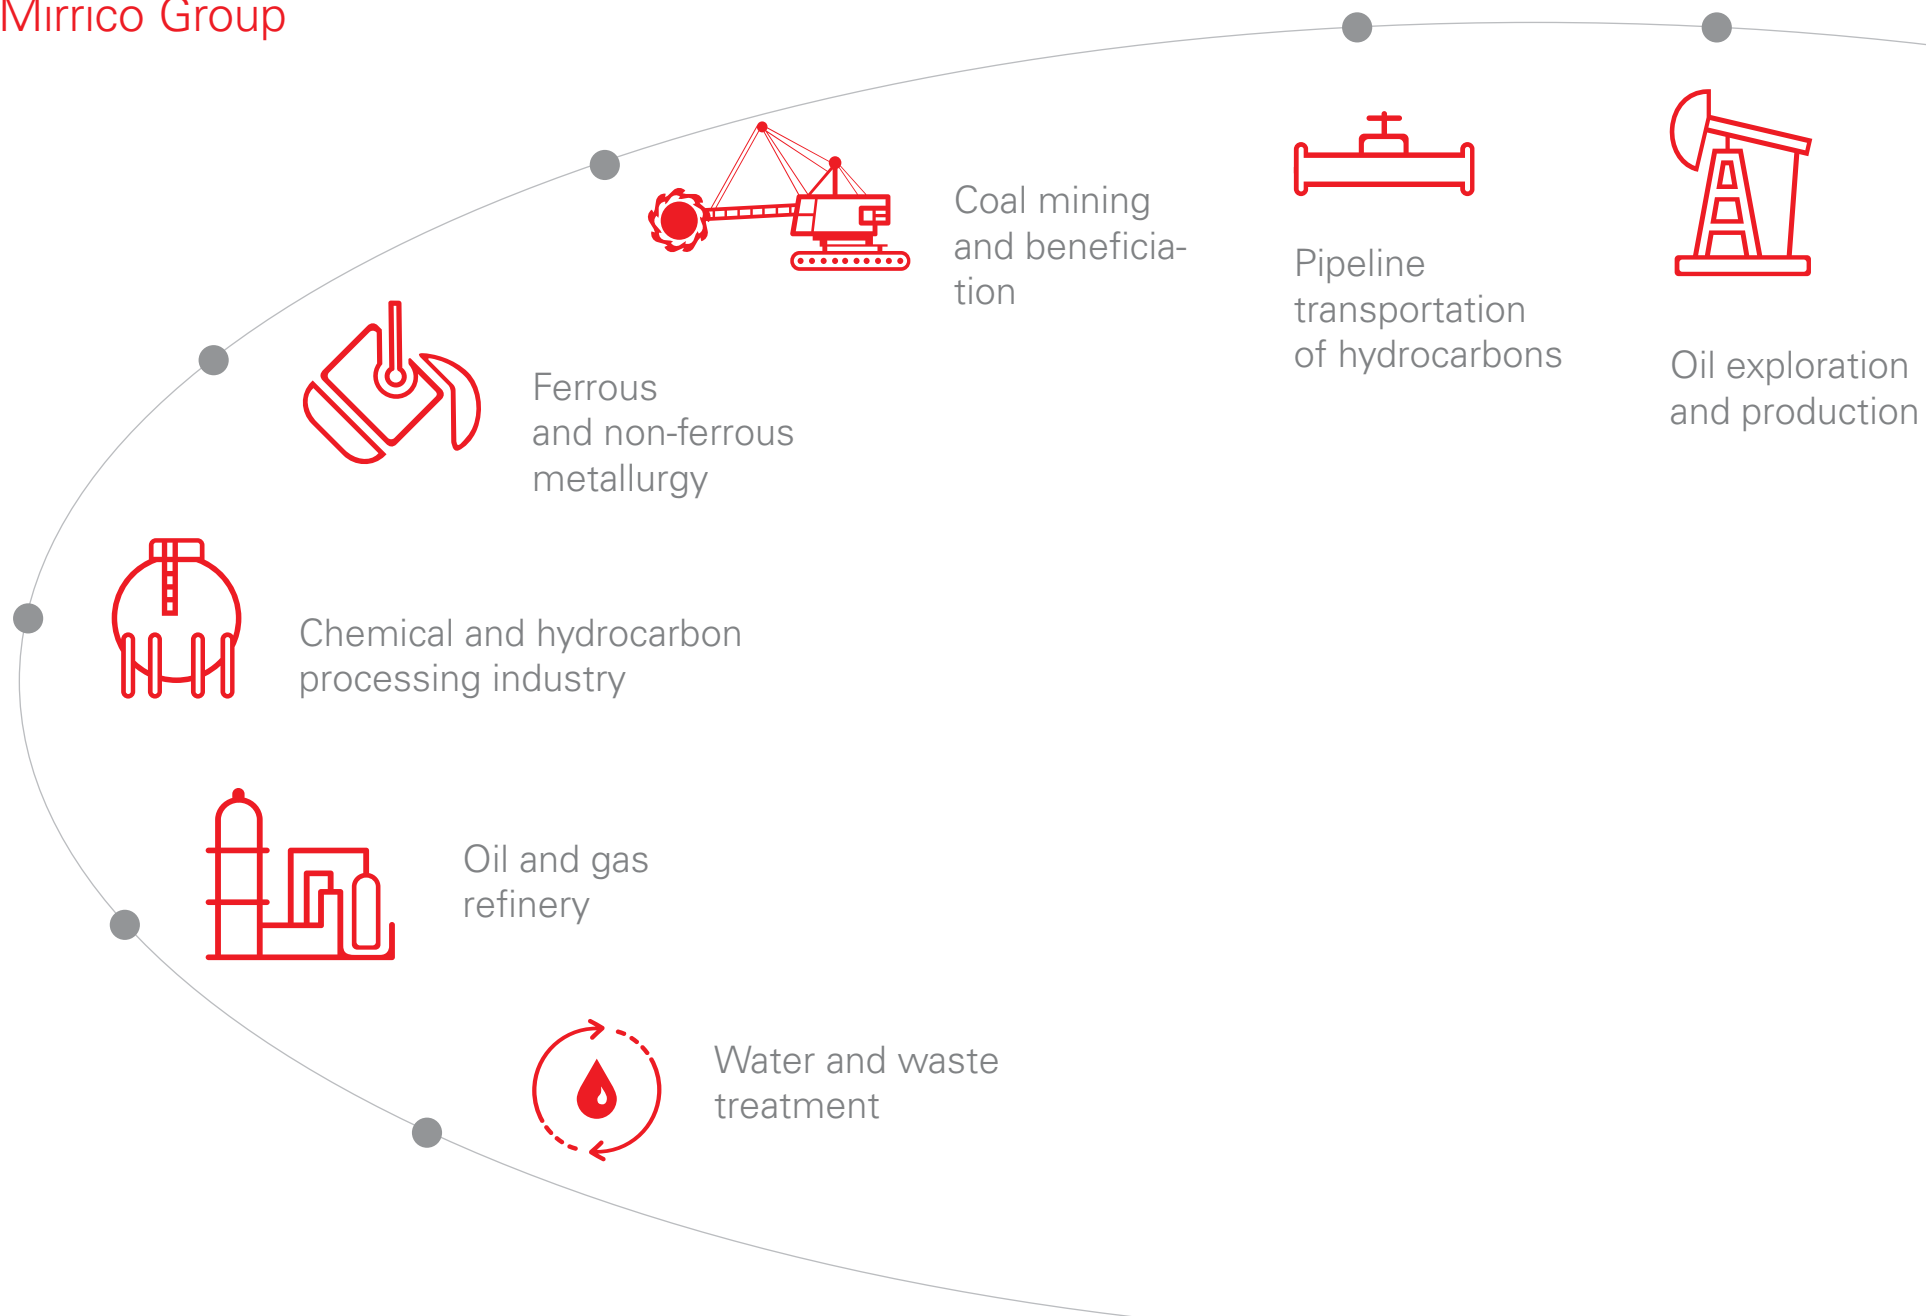 Mirrico Group
Coal mining
and beneficia-
tion
Pipeline
transportation
of hydrocarbons
Oil exploration
and production
Ferrous
and non-ferrous
metallurgy
Chemical and hydrocarbon
processing industry
Oil and gas
refinery
Water and waste
treatment